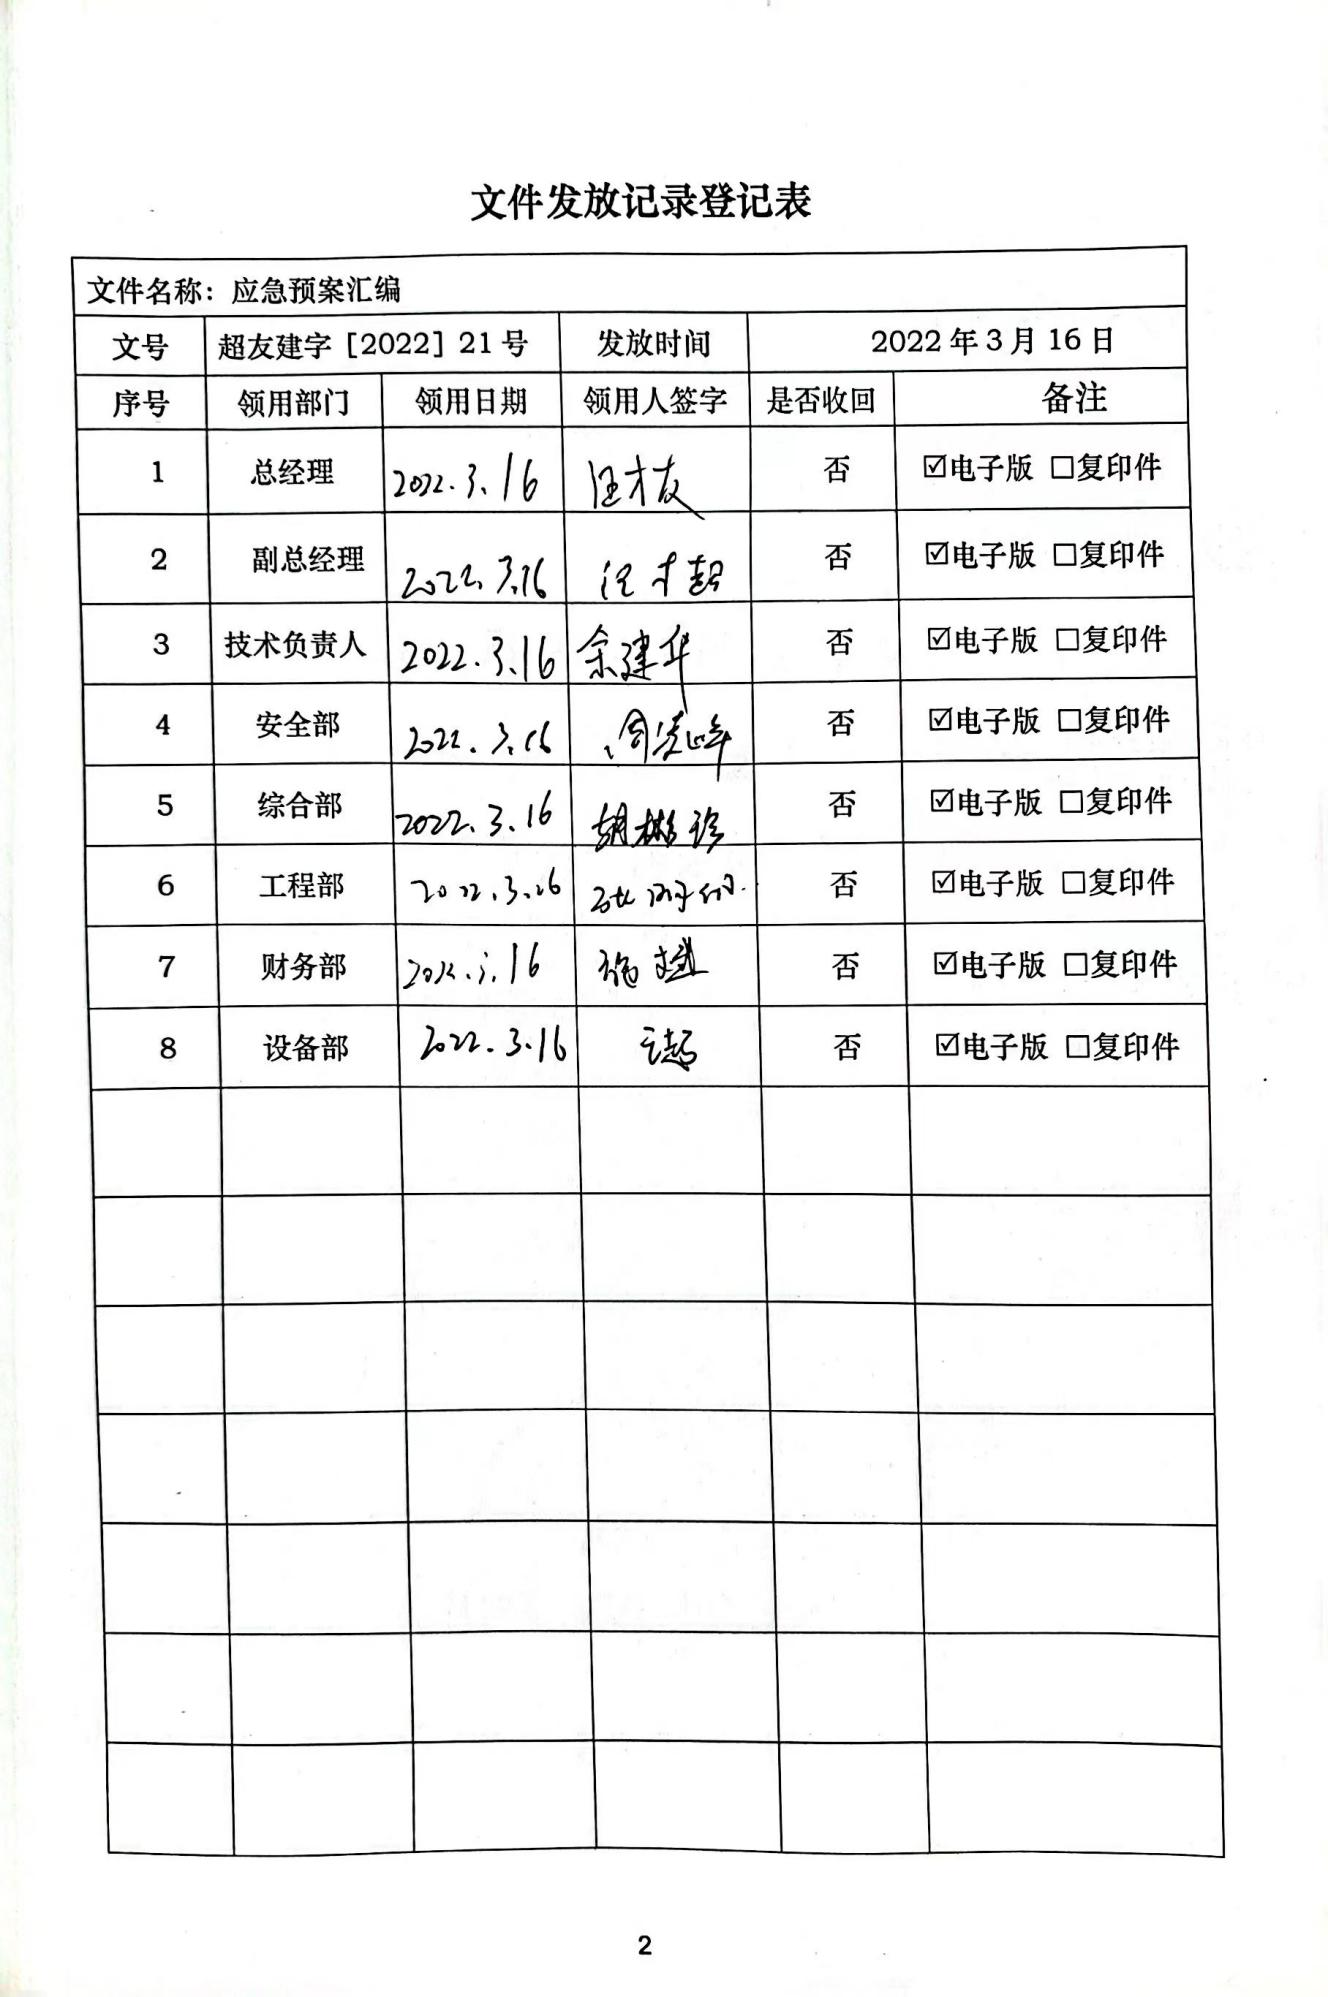 文件发放记录登记表
文件名称：应急预案汇编
文号 超友建字［2022］21号 发放时间 2022年3月16日
序号 领用部门 领用日期 领用人签字 是否收回 备注
1 总经理 2022.3.16 汪才友 否 ☑电子版 □复印件
2 副总经理 2022.3.16 汪才超 否 ☑电子版 □复印件
3 技术负责人 2022.3.16 余建华 否 ☑电子版 □复印件
4 安全部 2022.3.16 否 ☑电子版 □复印件
5 综合部 2022.3.16 胡彬珍 否 ☑电子版 □复印件
6 工程部 2022.3.16 否 ☑电子版 □复印件
7 财务部 2022.3.16 否 ☑电子版 □复印件
8 设备部 2022.3.16 否 ☑电子版 □复印件
2